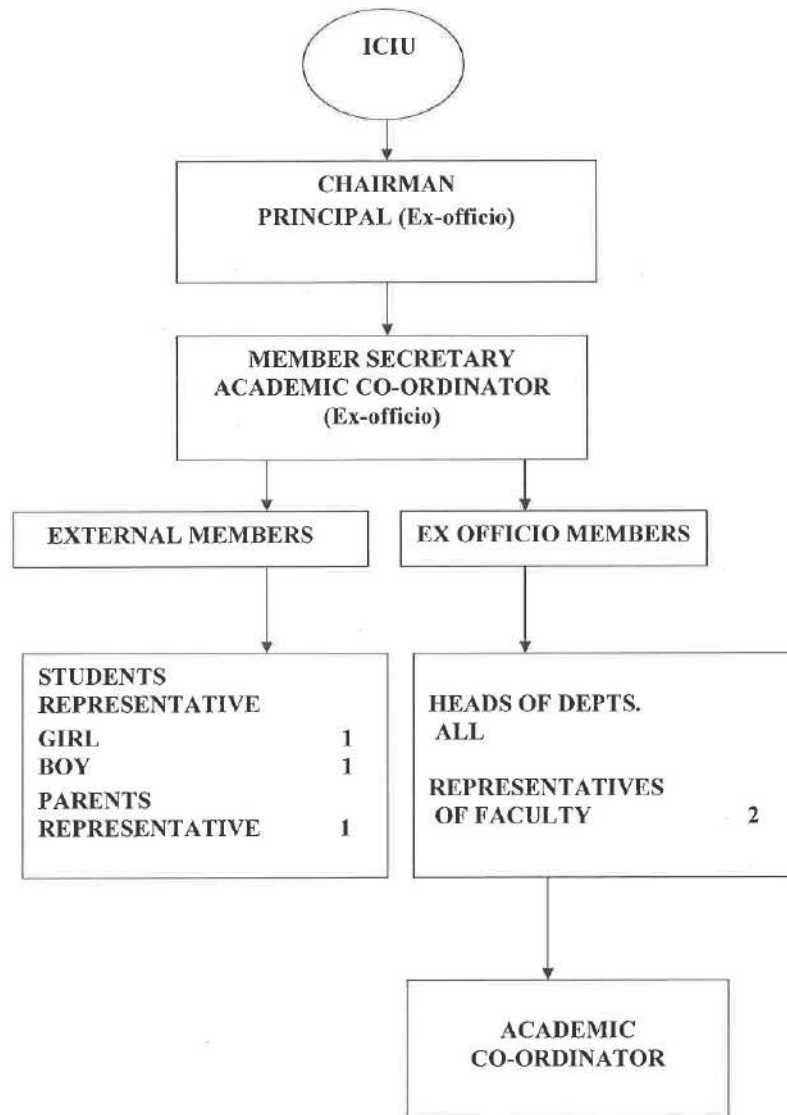 ICIU
CHAIRMAN
PRINCIPAL (Ex-officio)
MEMBER SECRETARY
ACADEMIC CO-ORDINATOR
(Ex-officio)
EXTERNAL MEMBERS
EX OFFICIO MEMBERS
STUDENTS
REPRESENTATIVE
GIRL 1
BOY 1
PARENTS
REPRESENTATIVE 1
HEADS OF DEPTS.
ALL
REPRESENTATIVES
OF FACULTY 2
ACADEMIC
CO-ORDINATOR